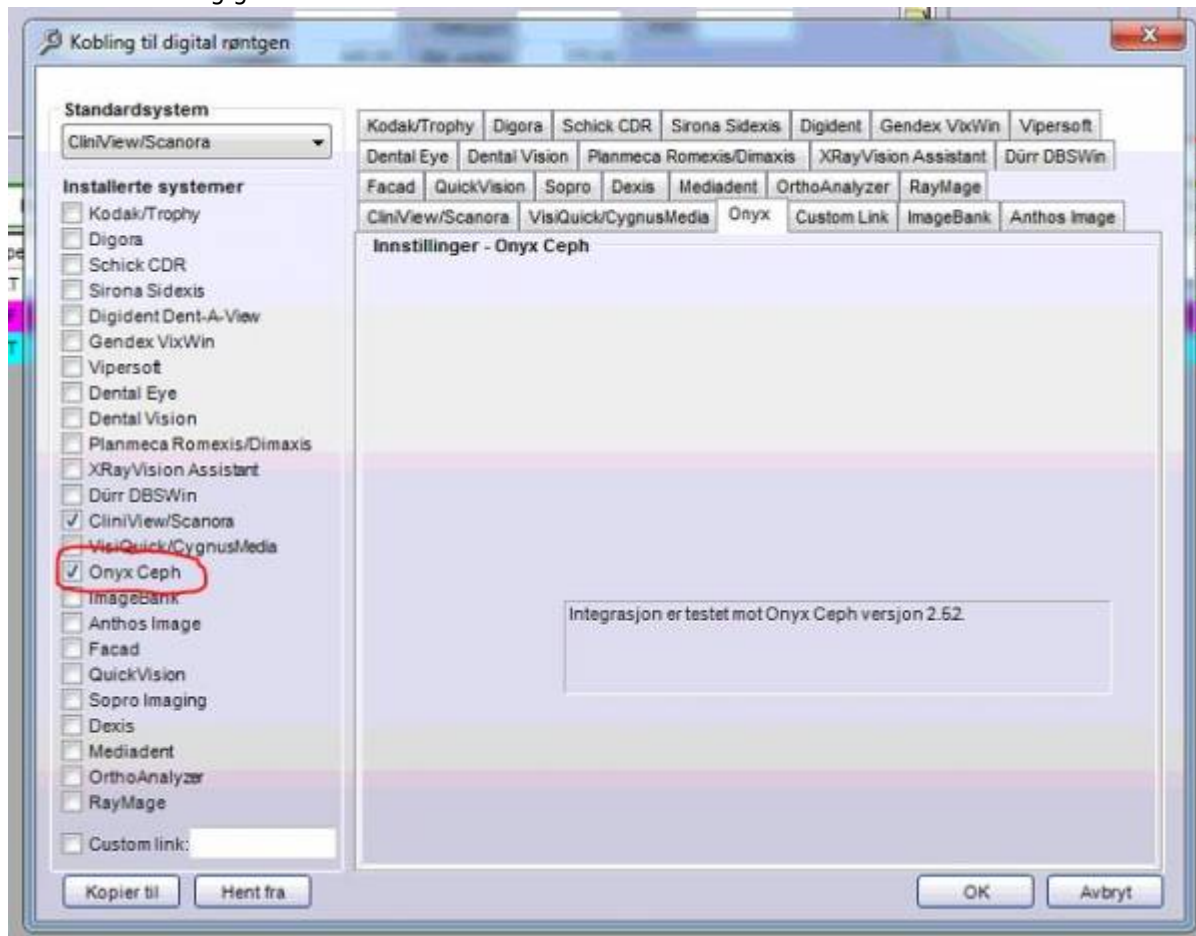 Kobling til digital røntgen
Standardsystem
CliniView/Scanora
Installerte systemer
Kodak/Trophy
Digora
Schick CDR
Sirona Sidexis
Digident Dent-A-View
Gendex VixWin
Vipersoft
Dental Eye
Dental Vision
Planmeca Romexis/Dimaxis
XRayVision Assistant
Dürr DBSWin
CliniView/Scanora
VisiQuick/CygnusMedia
Onyx Ceph
ImageBank
Anthos Image
Facad
QuickVision
Sopro Imaging
Dexis
Mediadent
OrthoAnalyzer
RayMage
Custom link:
Kopier til Hent fra
Kodak/Trophy Digora Schick CDR Sirona Sidexis Digident Gendex VixWin Vipersoft
Dental Eye Dental Vision Planmeca Romexis/Dimaxis XRayVision Assistant Dürr DBSWin
Facad QuickVision Sopro Dexis Mediadent OrthoAnalyzer RayMage
CliniView/Scanora VisiQuick/CygnusMedia Onyx Custom Link ImageBank Anthos Image
Innstillinger - Onyx Ceph
Integrasjon er testet mot Onyx Ceph versjon 2.6.2.
OK Avbryt